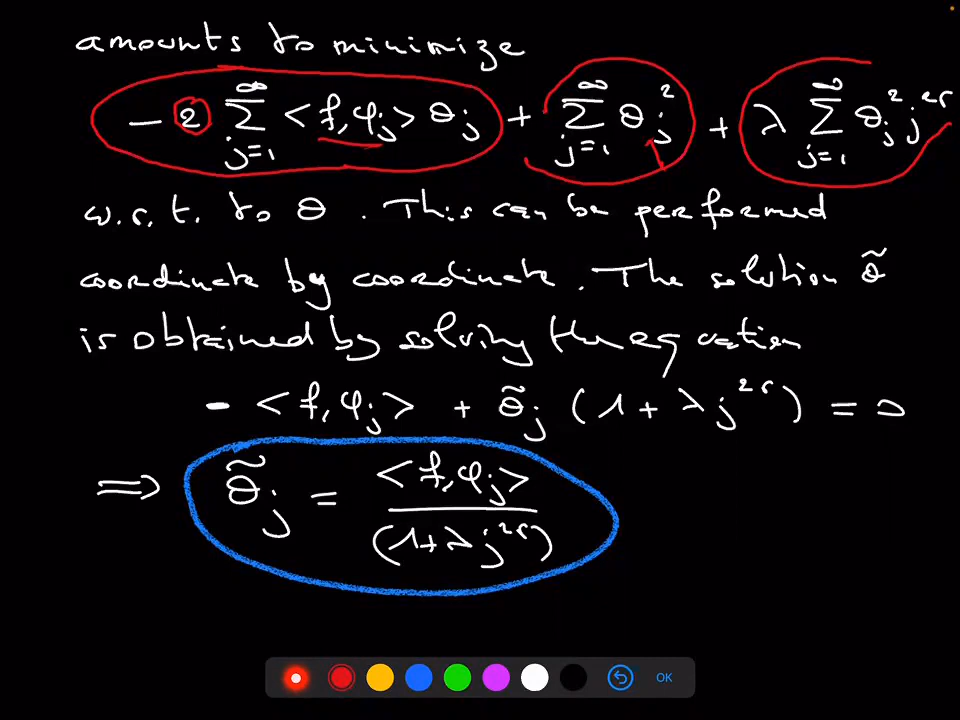 amounts to minimize
- 2 ∑_{j=1}^{∞} <f,φ_j> θ_j + ∑_{j=1}^{∞} θ_j^2 + λ ∑_{j=1}^{∞} θ_j^2 j^{2r}
w.r.t. to θ. This can be performed
coordinate by coordinate. The solution θ̃
is obtained by solving the equation
- <f,φ_j> + θ̃_j (1+λj^{2r}) = 0
⟹ θ̃_j = <f,φ_j> / (1+λj^{2r})
OK